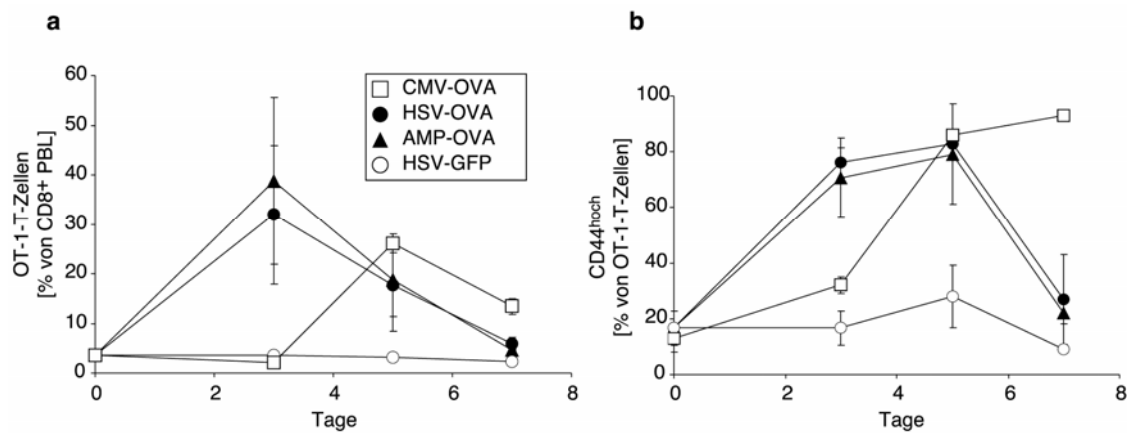 a
OT-1-T-Zellen
[% von CD8⁺ PBL]
60
50
40
30
20
10
0
0 2 4 6 8
Tage
CMV-OVA
HSV-OVA
AMP-OVA
HSV-GFP
b
CD44ʰᵒᶜʰ
[% von OT-1-T-Zellen]
100
80
60
40
20
0
0 2 4 6 8
Tage